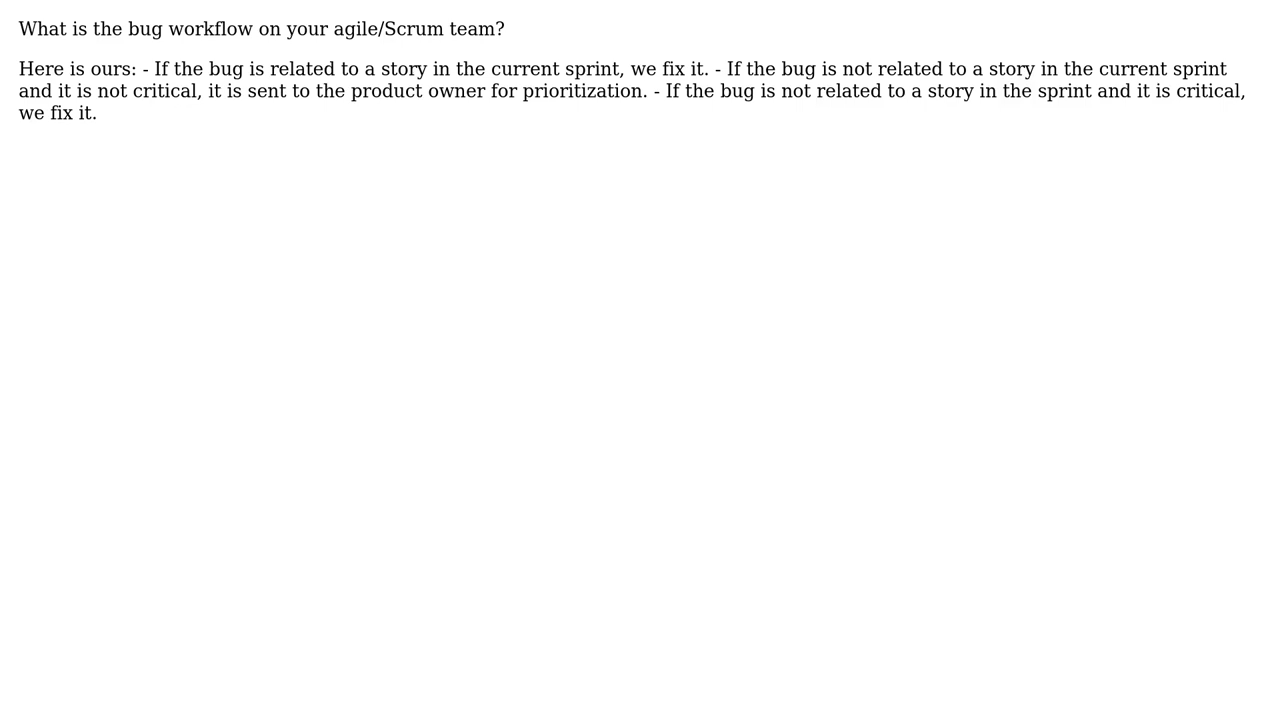 What is the bug workflow on your agile/Scrum team?
Here is ours: - If the bug is related to a story in the current sprint, we fix it. - If the bug is not related to a story in the current sprint
and it is not critical, it is sent to the product owner for prioritization. - If the bug is not related to a story in the sprint and it is critical,
we fix it.